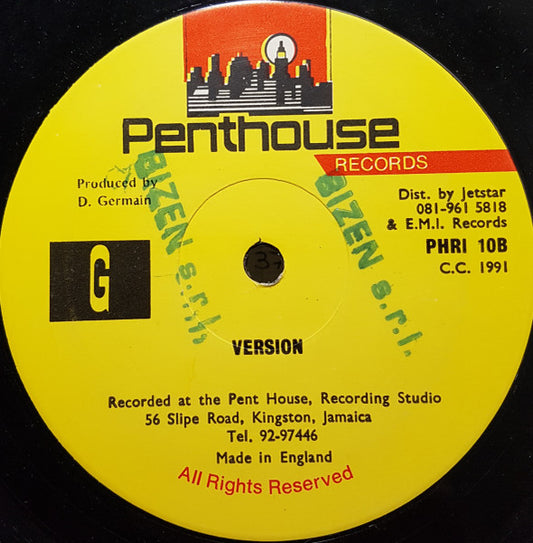 Penthouse
RECORDS
Produced by
D. Germain
Dist. by Jetstar
081-961 5818
& E.M.I. Records
PHRI 10B
C.C. 1991
BIZEN s.r.l.
BIZEN s.r.l.
G
VERSION
Recorded at the Pent House, Recording Studio
56 Slipe Road, Kingston, Jamaica
Tel. 92-97446
Made in England
All Rights Reserved